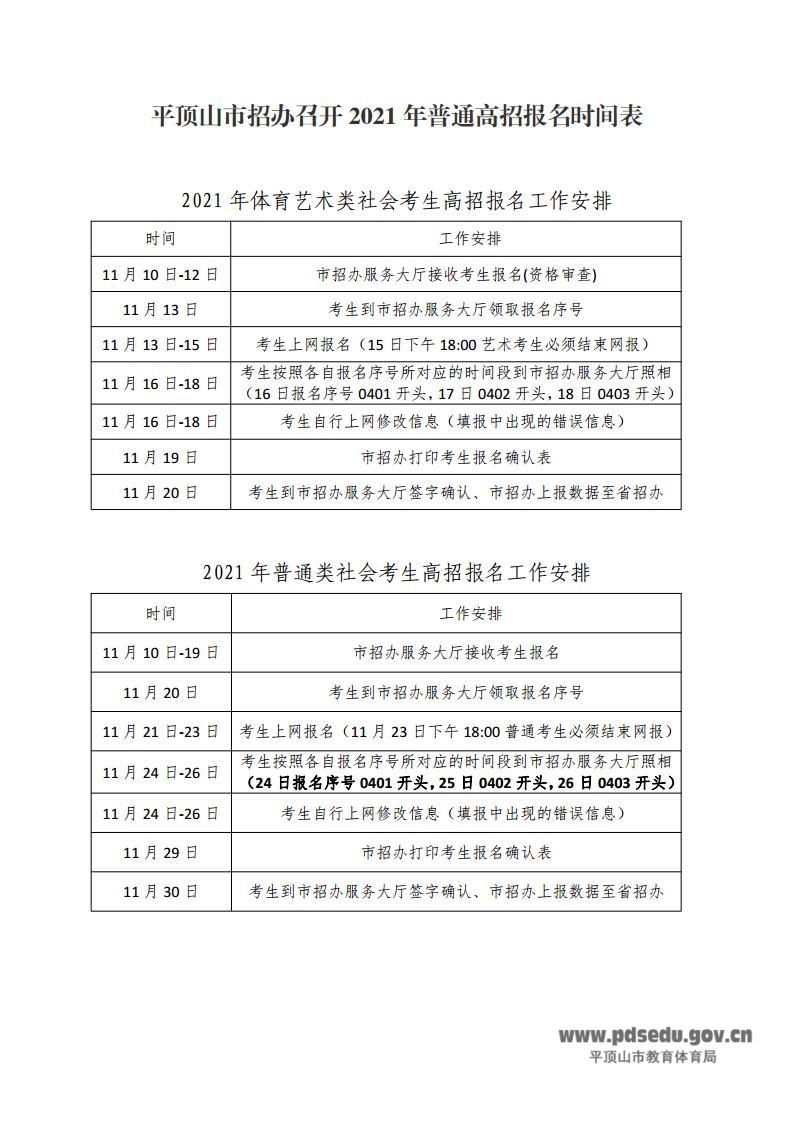 平顶山市招办召开 2021 年普通高招报名时间表
2021 年体育艺术类社会考生高招报名工作安排
时间 工作安排
11 月 10 日-12 日 市招办服务大厅接收考生报名(资格审查)
11 月 13 日 考生到市招办服务大厅领取报名序号
11 月 13 日-15 日 考生上网报名（15 日下午 18:00 艺术考生必须结束网报）
11 月 16 日-18 日 考生按照各自报名序号所对应的时间段到市招办服务大厅照相
（16 日报名序号 0401 开头，17 日 0402 开头，18 日 0403 开头）
11 月 16 日-18 日 考生自行上网修改信息（填报中出现的错误信息）
11 月 19 日 市招办打印考生报名确认表
11 月 20 日 考生到市招办服务大厅签字确认、市招办上报数据至省招办
2021 年普通类社会考生高招报名工作安排
时间 工作安排
11 月 10 日-19 日 市招办服务大厅接收考生报名
11 月 20 日 考生到市招办服务大厅领取报名序号
11 月 21 日-23 日 考生上网报名（11 月 23 日下午 18:00 普通考生必须结束网报）
11 月 24 日-26 日 考生按照各自报名序号所对应的时间段到市招办服务大厅照相
（24 日报名序号 0401 开头，25 日 0402 开头，26 日 0403 开头）
11 月 24 日-26 日 考生自行上网修改信息（填报中出现的错误信息）
11 月 29 日 市招办打印考生报名确认表
11 月 30 日 考生到市招办服务大厅签字确认、市招办上报数据至省招办
www.pdsedu.gov.cn
平顶山市教育体育局